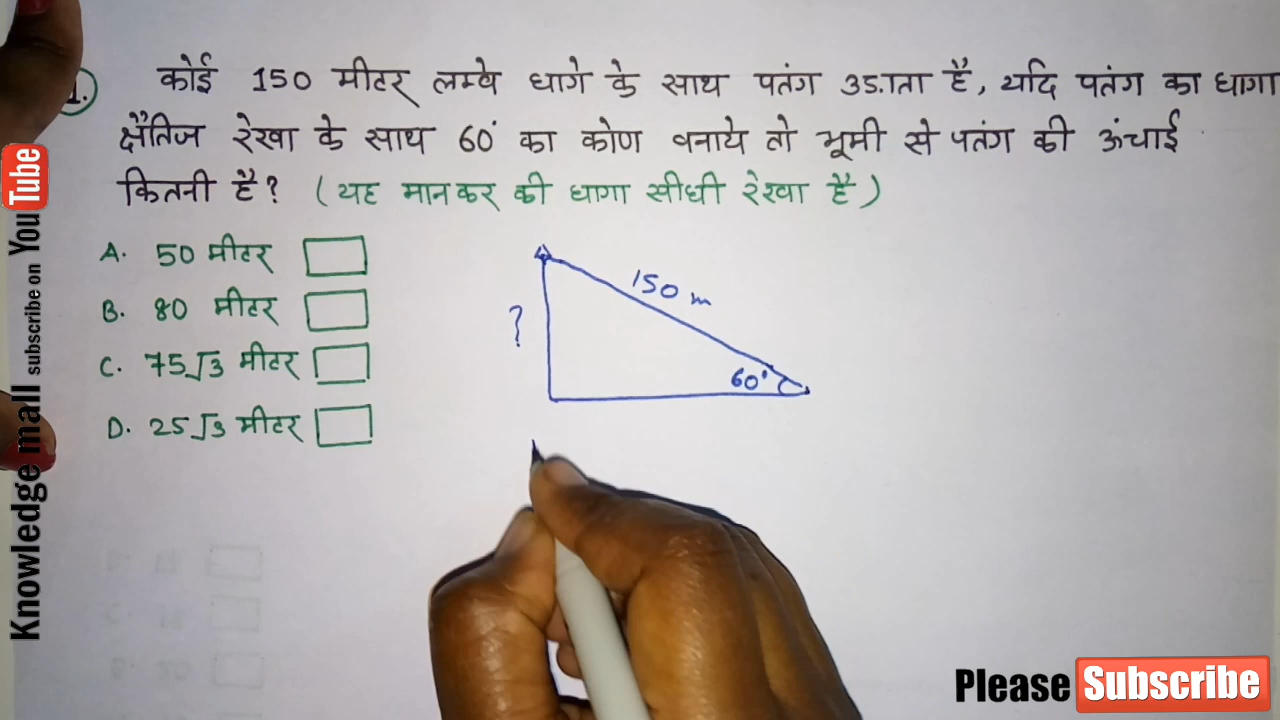 1. कोई 150 मीटर लम्वे धागे के साथ पतंग उड़ाता है, यदि पतंग का धागा
क्षैतिज रेखा के साथ 60° का कोण वनाये तो भूमी से पतंग की ऊंचाई
कितनी है? (यह मानकर की धागा सीधी रेखा है)
A. 50 मीटर
B. 80 मीटर
C. 75√3 मीटर
D. 25√3 मीटर
150 m
?
60°
Knowledge mall subscribe on YouTube
Please Subscribe